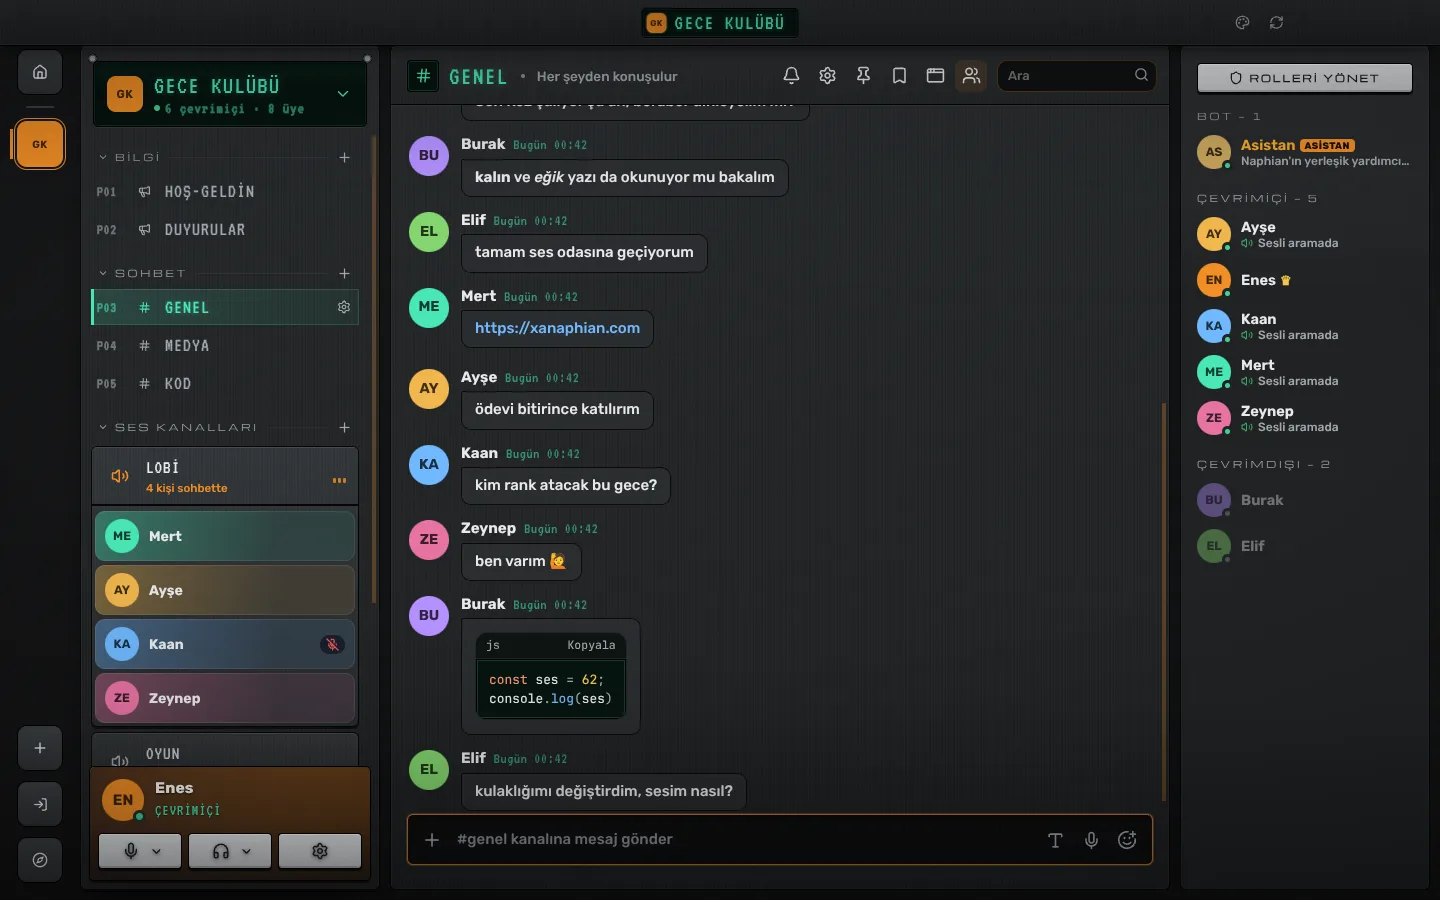 GK GECE KULÜBÜ
GK
GK
GECE KULÜBÜ
6 çevrimiçi · 8 üye
BİLGİ
P01 HOŞ-GELDİN
P02 DUYURULAR
SOHBET
P03 # GENEL
P04 # MEDYA
P05 # KOD
SES KANALLARI
LOBİ
4 kişi sohbette
ME Mert
AY Ayşe
KA Kaan
ZE Zeynep
OYUN
EN Enes
ÇEVRİMİÇİ
# GENEL • Her şeyden konuşulur
Ara
BU Burak Bugün 00:42
kalın ve eğik yazı da okunuyor mu bakalım
EL Elif Bugün 00:42
tamam ses odasına geçiyorum
ME Mert Bugün 00:42
https://xanaphian.com
AY Ayşe Bugün 00:42
ödevi bitirince katılırım
KA Kaan Bugün 00:42
kim rank atacak bu gece?
ZE Zeynep Bugün 00:42
ben varım 🙋
BU Burak Bugün 00:42
js Kopyala
const ses = 62;
console.log(ses)
EL Elif Bugün 00:42
kulaklığımı değiştirdim, sesim nasıl?
#genel kanalına mesaj gönder
ROLLERİ YÖNET
BOT – 1
AS Asistan ASİSTAN
Naphian'ın yerleşik yardımcı…
ÇEVRİMİÇİ – 5
AY Ayşe
Sesli aramada
EN Enes
KA Kaan
Sesli aramada
ME Mert
Sesli aramada
ZE Zeynep
Sesli aramada
ÇEVRİMDIŞI – 2
BU Burak
EL Elif